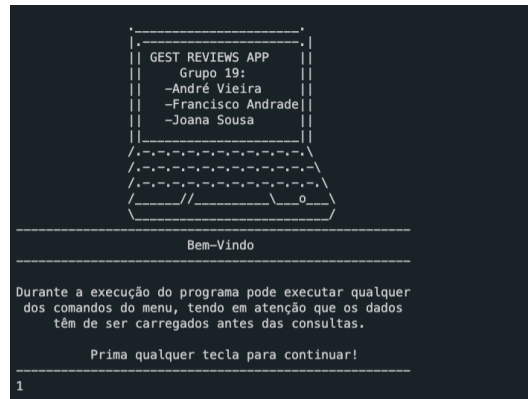 GEST REVIEWS APP
Grupo 19:
-André Vieira
-Francisco Andrade
-Joana Sousa
Bem-Vindo
Durante a execução do programa pode executar qualquer
dos comandos do menu, tendo em atenção que os dados
têm de ser carregados antes das consultas.
Prima qualquer tecla para continuar!
1